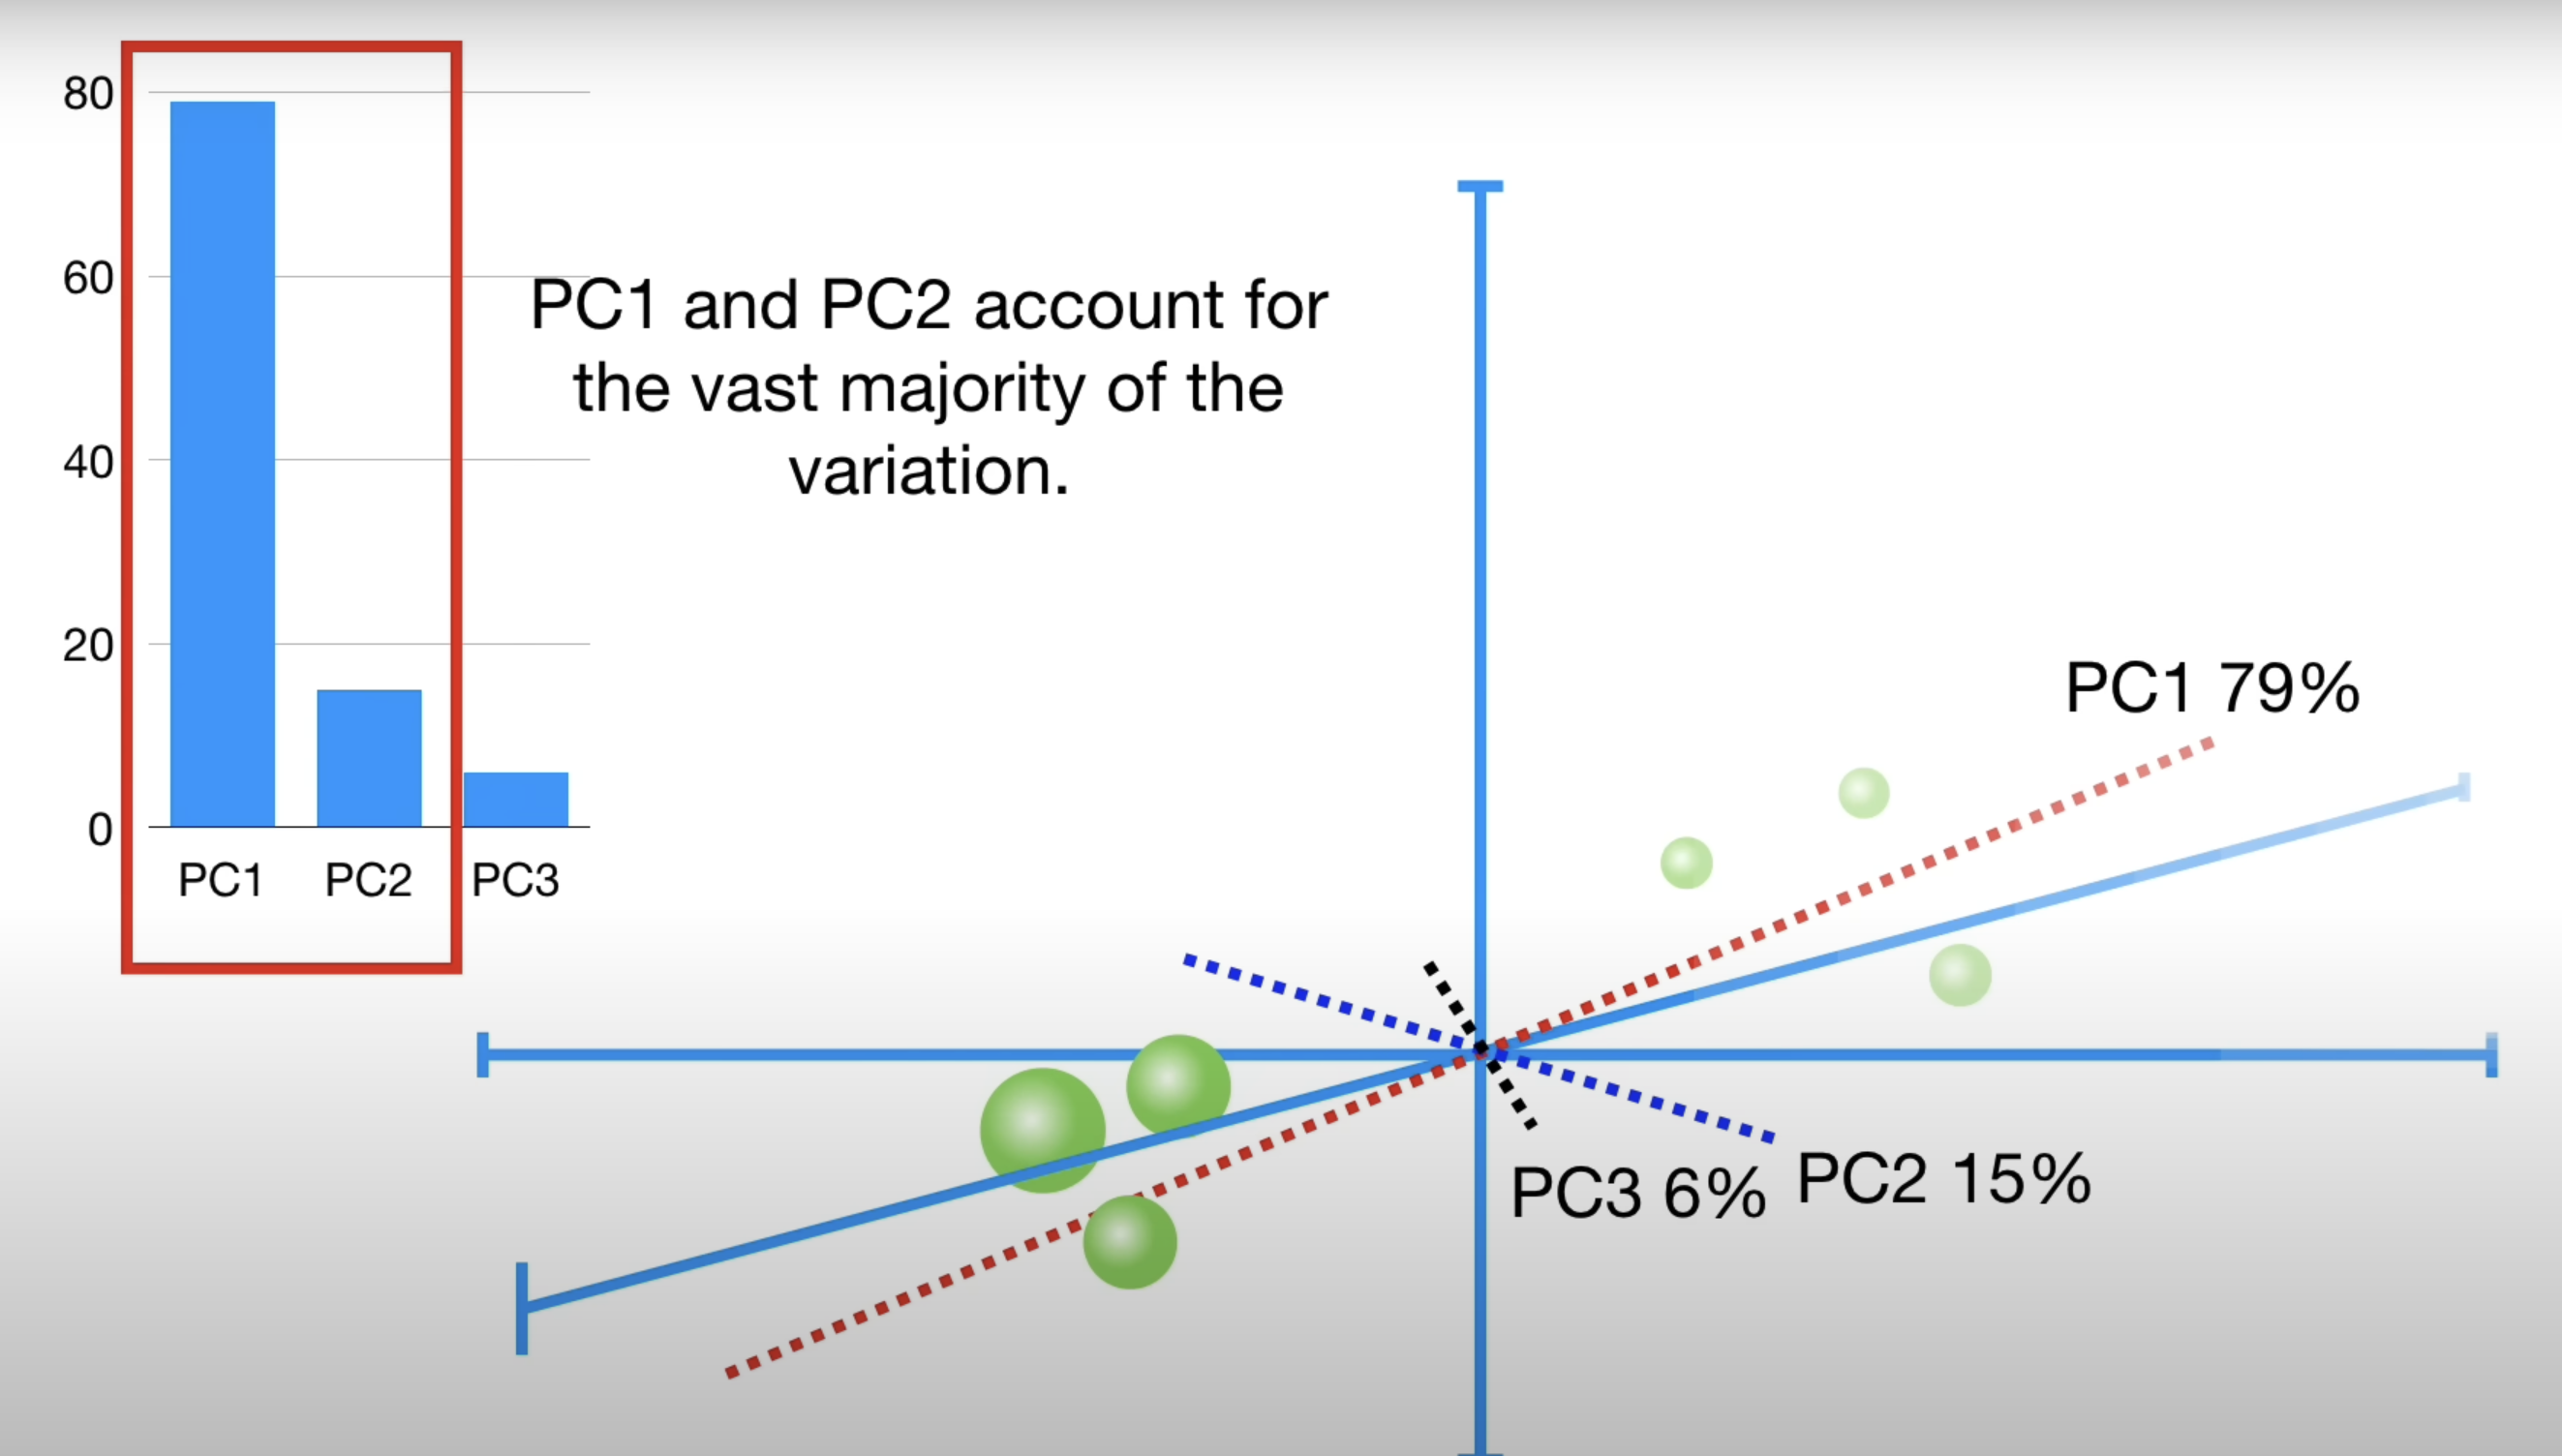 80
60
40
20
0
PC1 PC2 PC3
PC1 and PC2 account for
the vast majority of the
variation.
PC1 79%
PC3 6%
PC2 15%